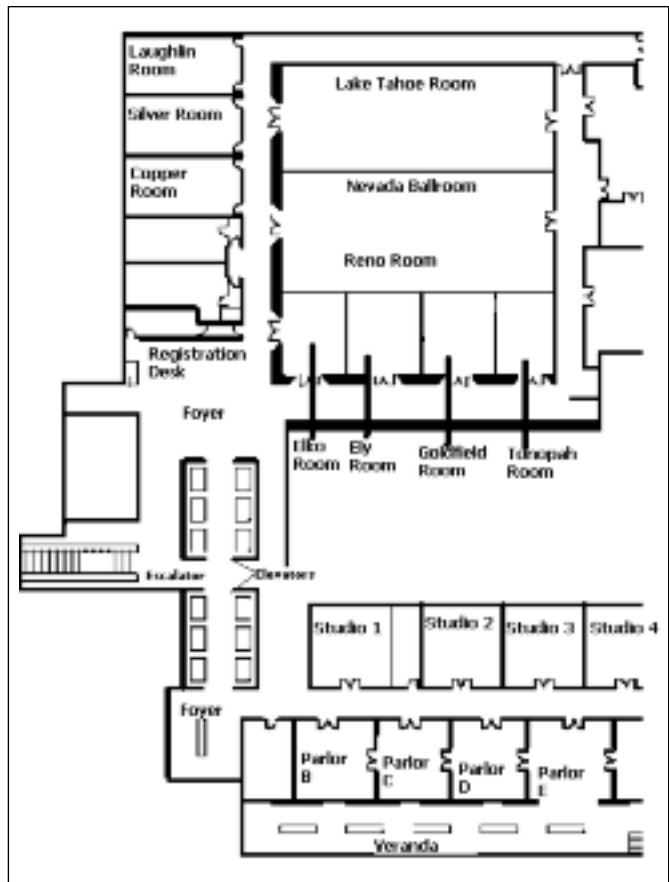 Laughlin
Room
Lake Tahoe Room
Silver Room
Copper
Room
Nevada Ballroom
Reno Room
Registration
Desk
Foyer
Elko
Room
Ely
Room
Goldfield
Room
Tonopah
Room
Escalator
Elevators
Studio 1
Studio 2
Studio 3
Studio 4
Foyer
Parlor
B
Parlor
C
Parlor
D
Parlor
E
Veranda